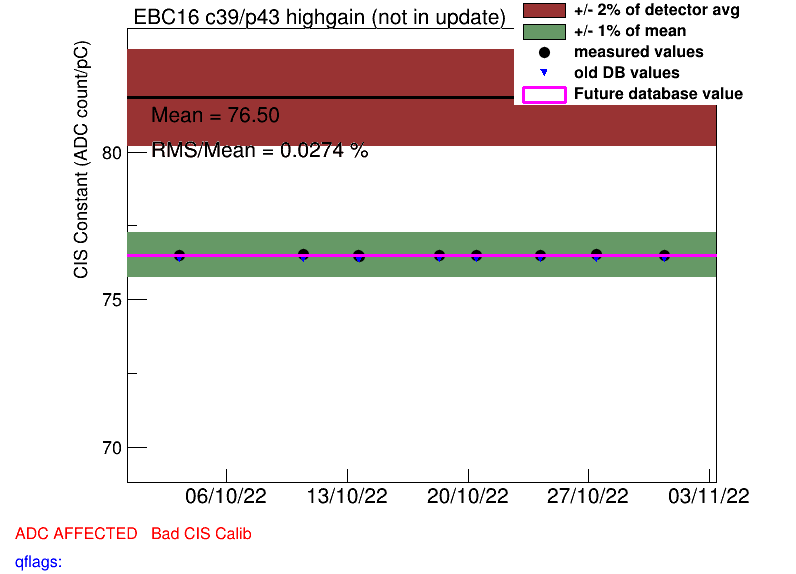 EBC16 c39/p43 highgain (not in update)
+/- 2% of detector avg
+/- 1% of mean
measured values
old DB values
Future database value
Mean = 76.50
RMS/Mean = 0.0274 %
CIS Constant (ADC count/pC)
80
75
70
06/10/22 13/10/22 20/10/22 27/10/22 03/11/22
ADC AFFECTED Bad CIS Calib
qflags: